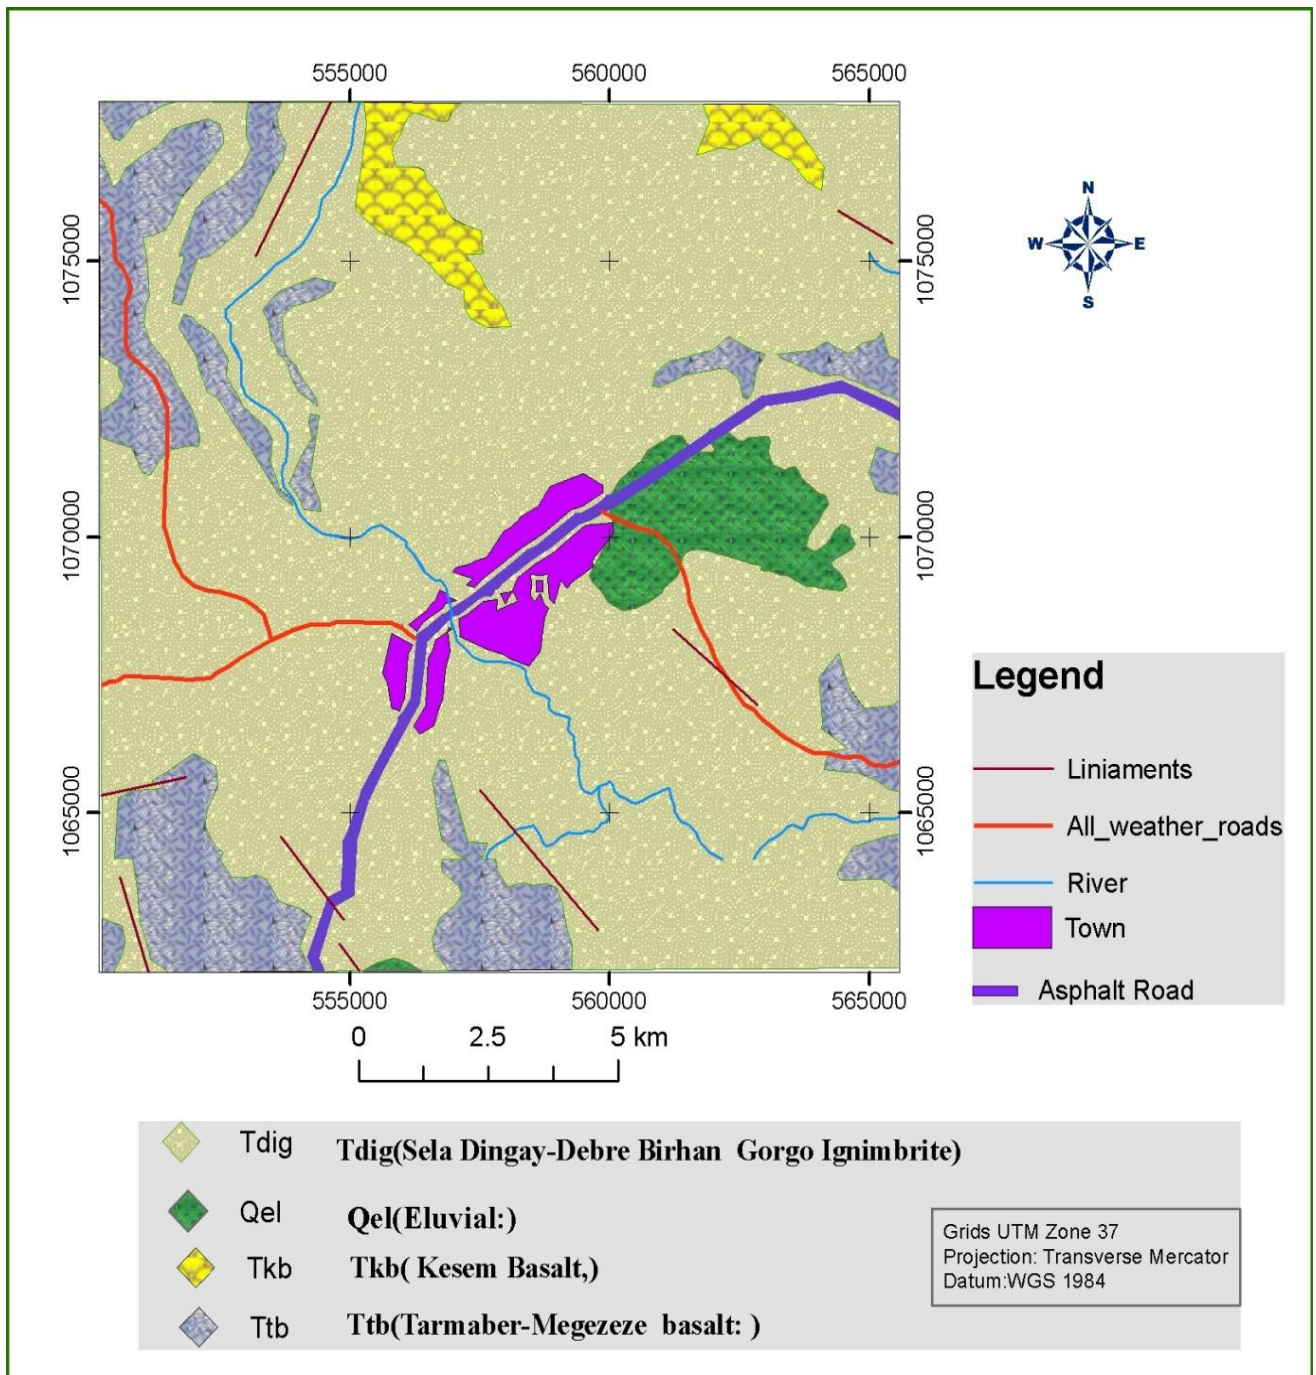 555000 560000 565000
N
W E
S
1075000 1075000
1070000 1070000
1065000 1065000
555000 560000 565000
0 2.5 5 km
Legend
Liniaments
All_weather_roads
River
Town
Asphalt Road
Tdig Tdig(Sela Dingay-Debre Birhan Gorgo Ignimbrite)
Qel Qel(Eluvial:)
Tkb Tkb( Kesem Basalt,)
Ttb Ttb(Tarmaber-Megezeze basalt: )
Grids UTM Zone 37
Projection: Transverse Mercator
Datum:WGS 1984